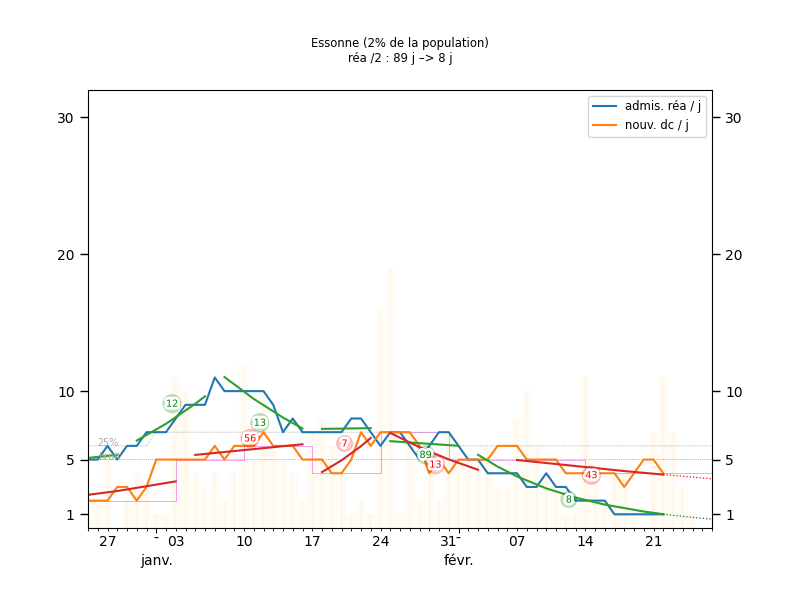 Essonne (2% de la population)
réa /2 : 89 j –> 8 j
admis. réa / j
nouv. dc / j
30 30
20 20
10 10
5 5
1 1
25%
12
13
56
7
89
13
43
8
27 03 10 17 24 31 07 14 21
janv. févr.